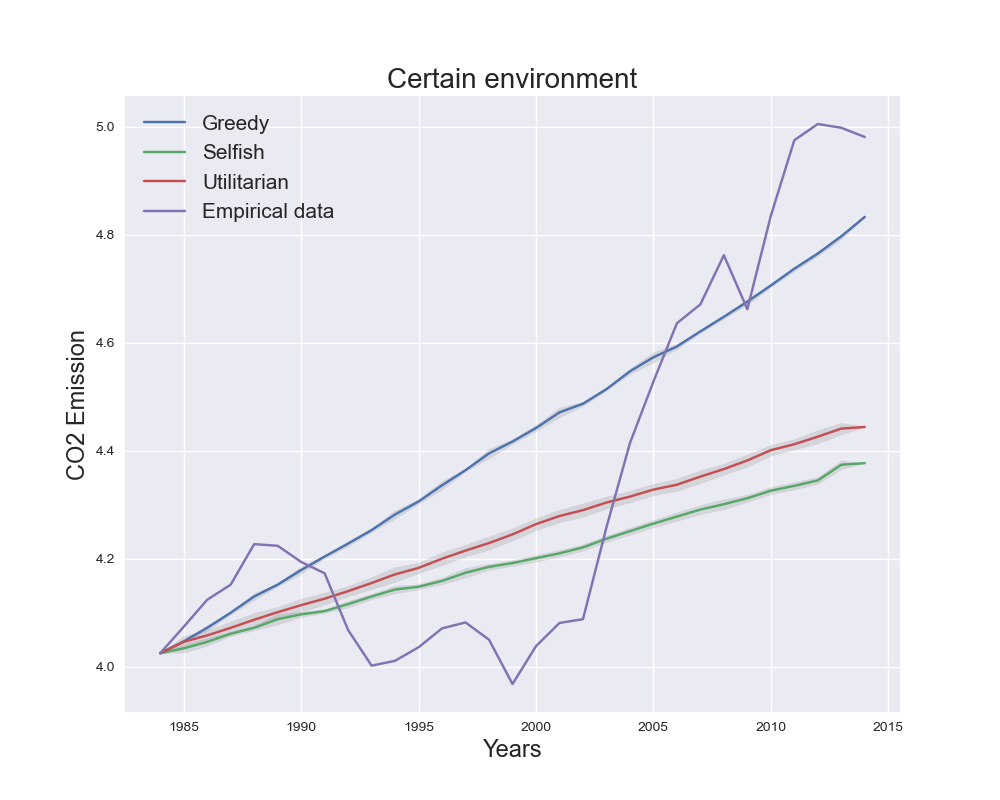 Certain environment
Greedy
Selfish
Utilitarian
Empirical data
5.0
4.8
4.6
4.4
4.2
4.0
CO2 Emission
1985 1990 1995 2000 2005 2010 2015
Years